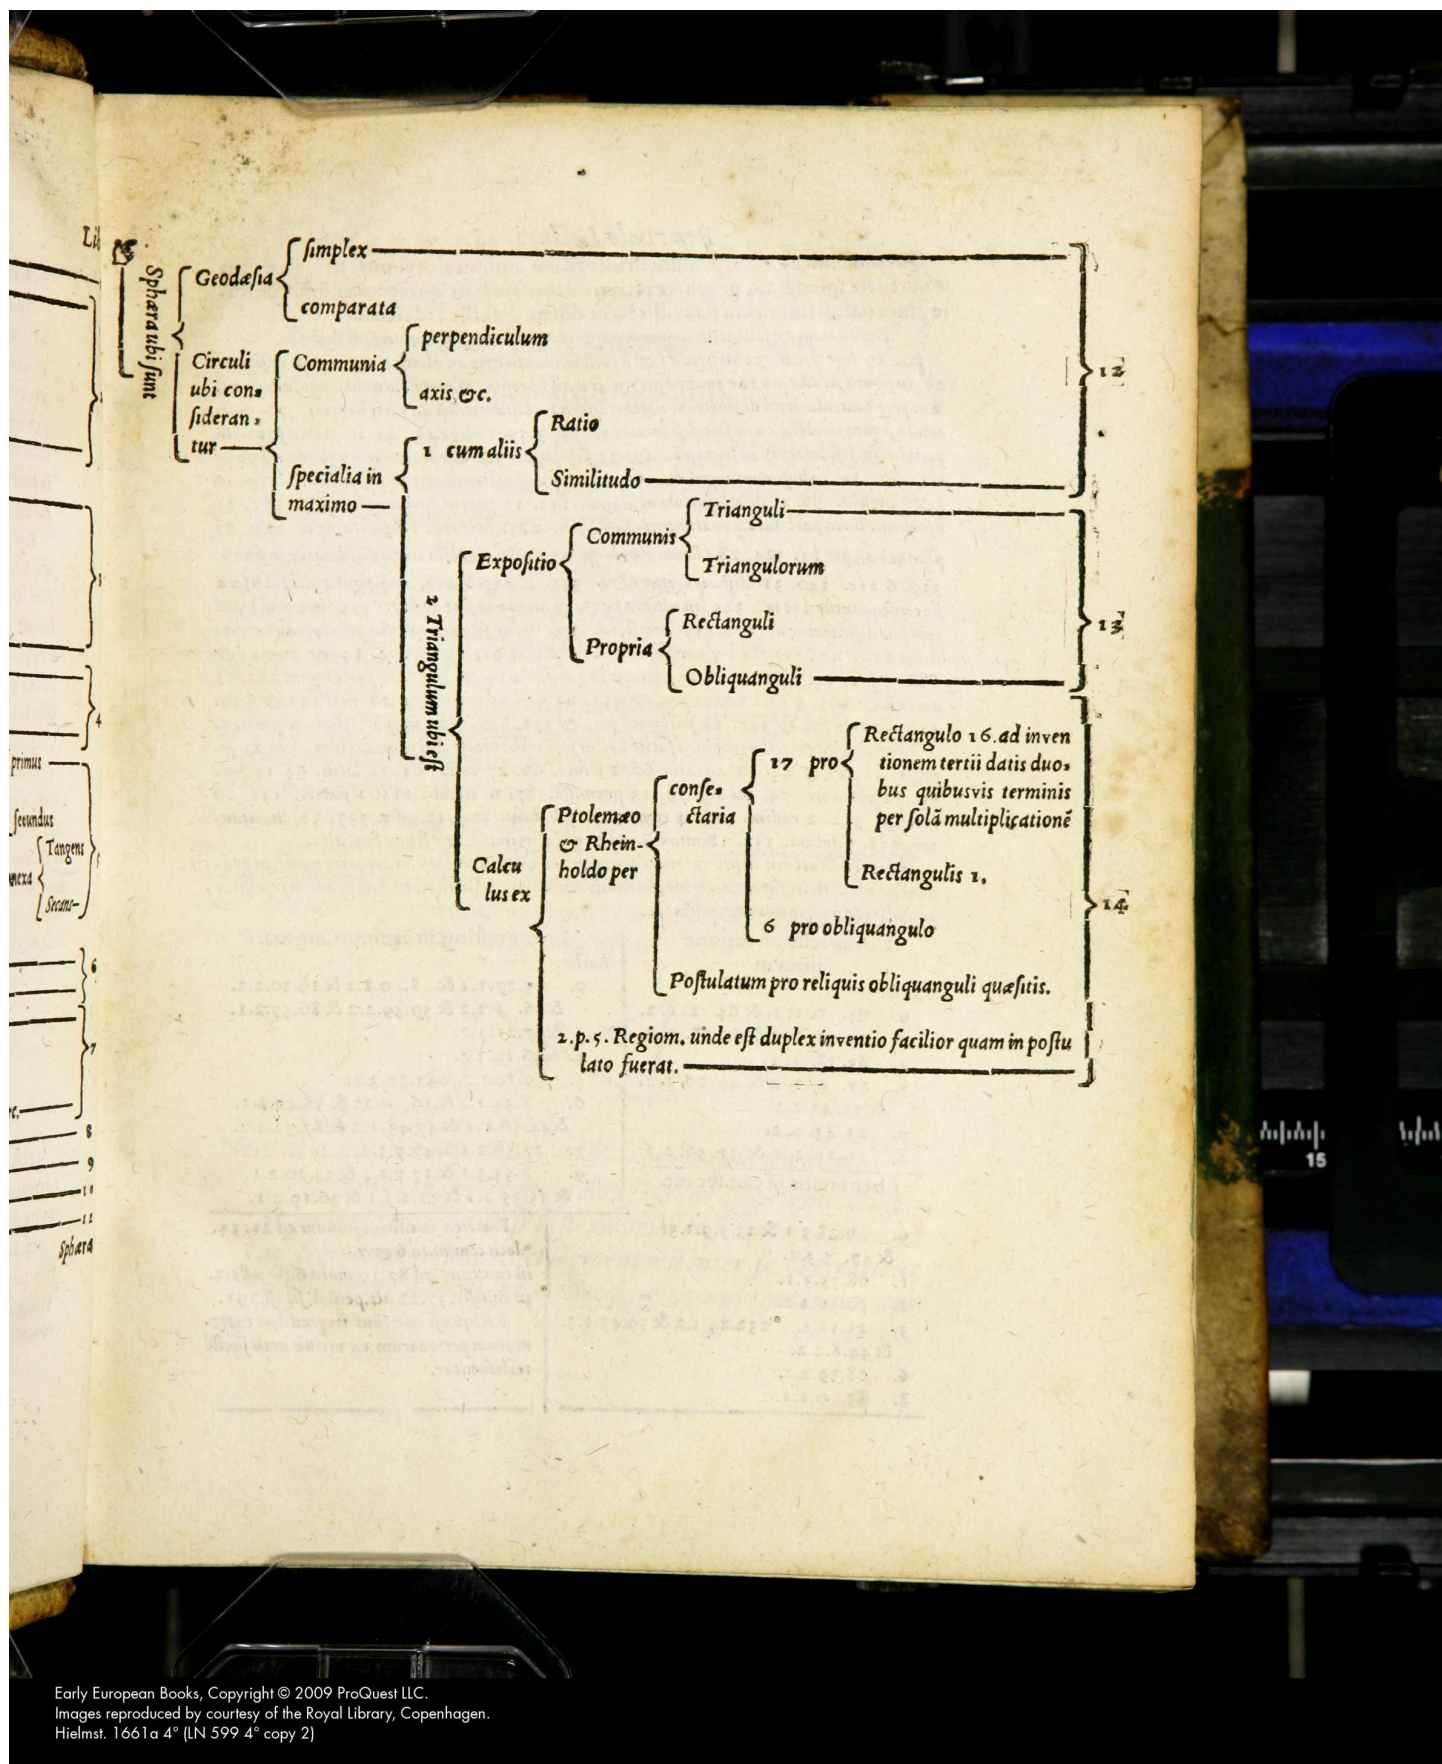 Lib
primus
secundus
Tangens
Secans
4
6
7
8
9
10
11
Sphæra
Sphæra ubi ſunt
Geodæſia
ſimplex
comparata
Circuli
ubi con-
ſideran-
tur
Communia
perpendiculum
axis &c.
ſpecialia in
maximo
1 cum aliis
Ratio
Similitudo
12
2 Triangulum ubi eſt
Expoſitio
Communis
Trianguli
Triangulorum
Propria
Rectanguli
Obliquanguli
13
Calcu
lus ex
Ptolemæo
& Rhein-
holdo per
conſe-
ctaria
17 pro
Rectangulo 16. ad inven
tionem tertii datis duo-
bus quibusvis terminis
per ſolā multiplicationē
Rectangulis 1.
6 pro obliquangulo
Poſtulatum pro reliquis obliquanguli quæſitis.
2. p. 5. Regiom. unde eſt duplex inventio facilior quam in poſtu
lato fuerat.
14
15
Early European Books, Copyright © 2009 ProQuest LLC.
Images reproduced by courtesy of the Royal Library, Copenhagen.
Hielmst. 1661a 4° (LN 599 4° copy 2)